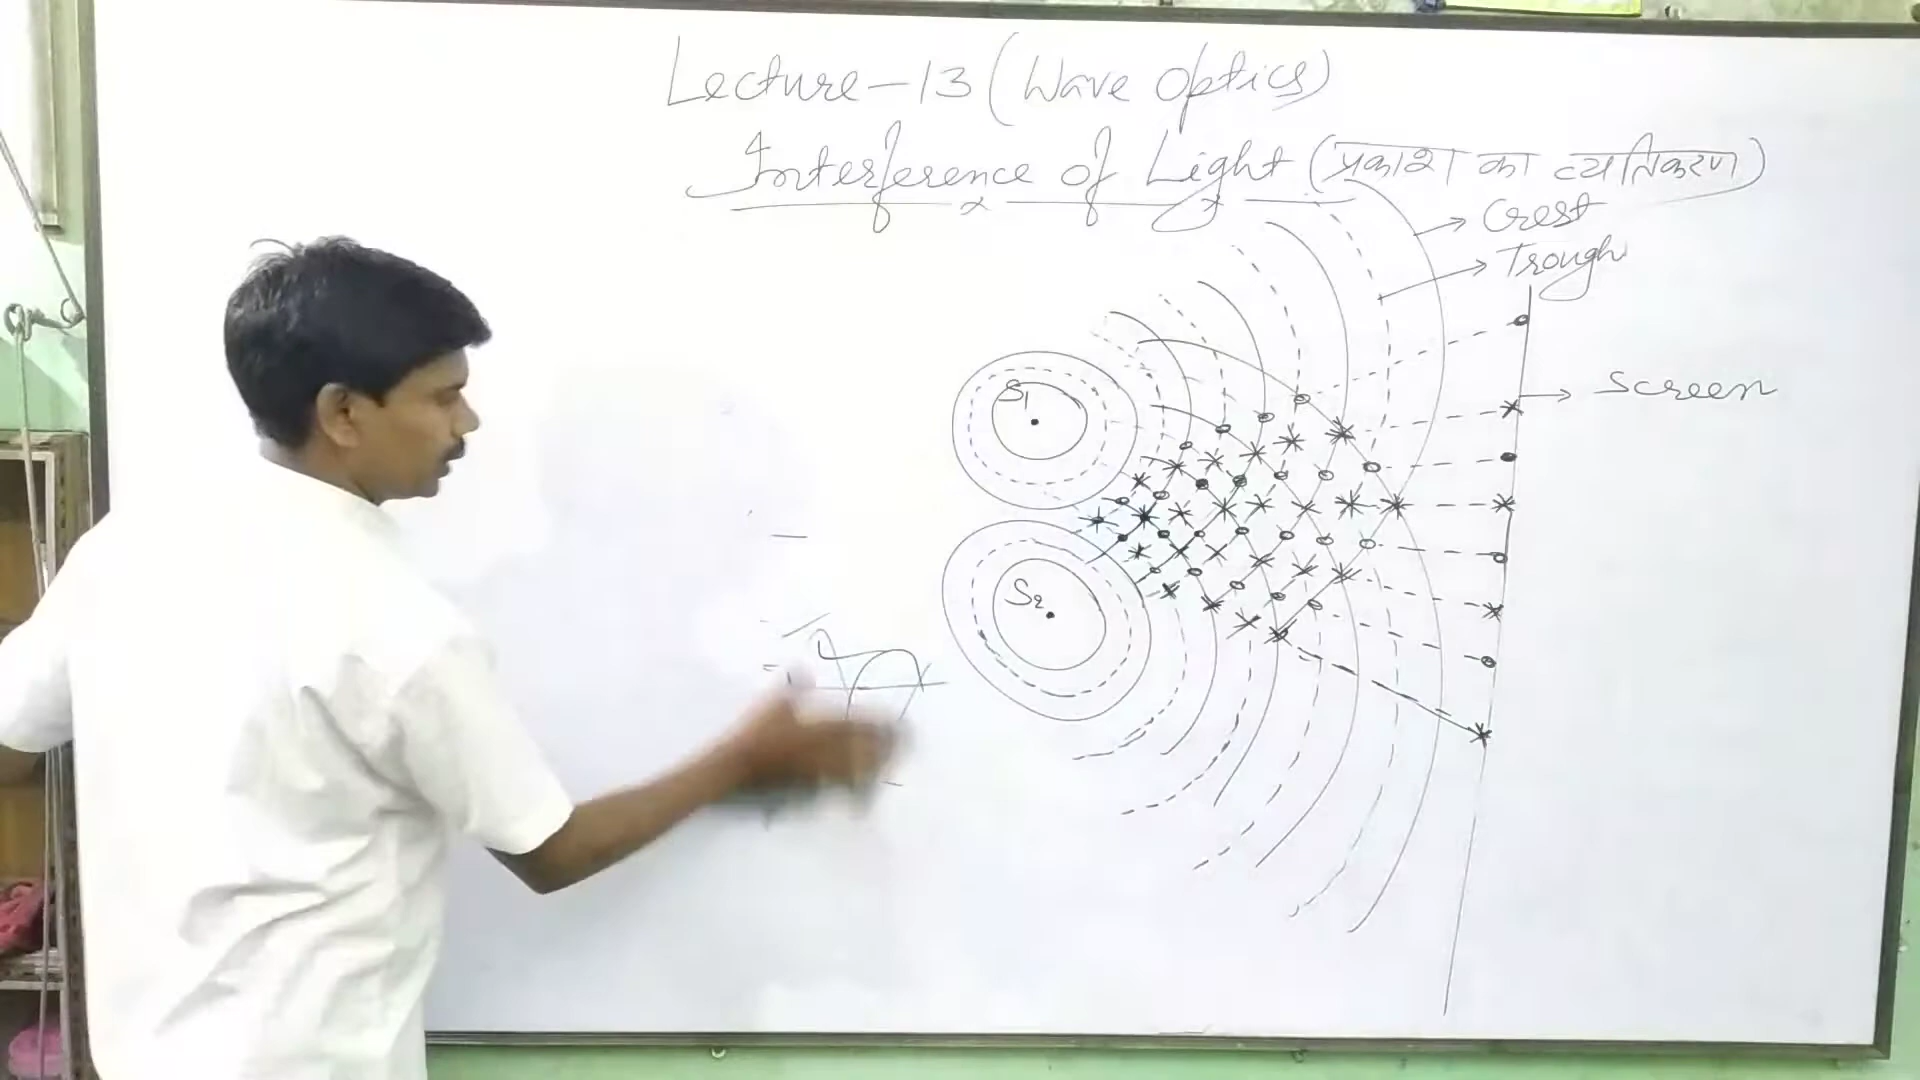 Lecture-13 (Wave Optics)
Interference of Light (प्रकाश का व्यतिकरण)
Crest
Trough
Screen
S1
S2